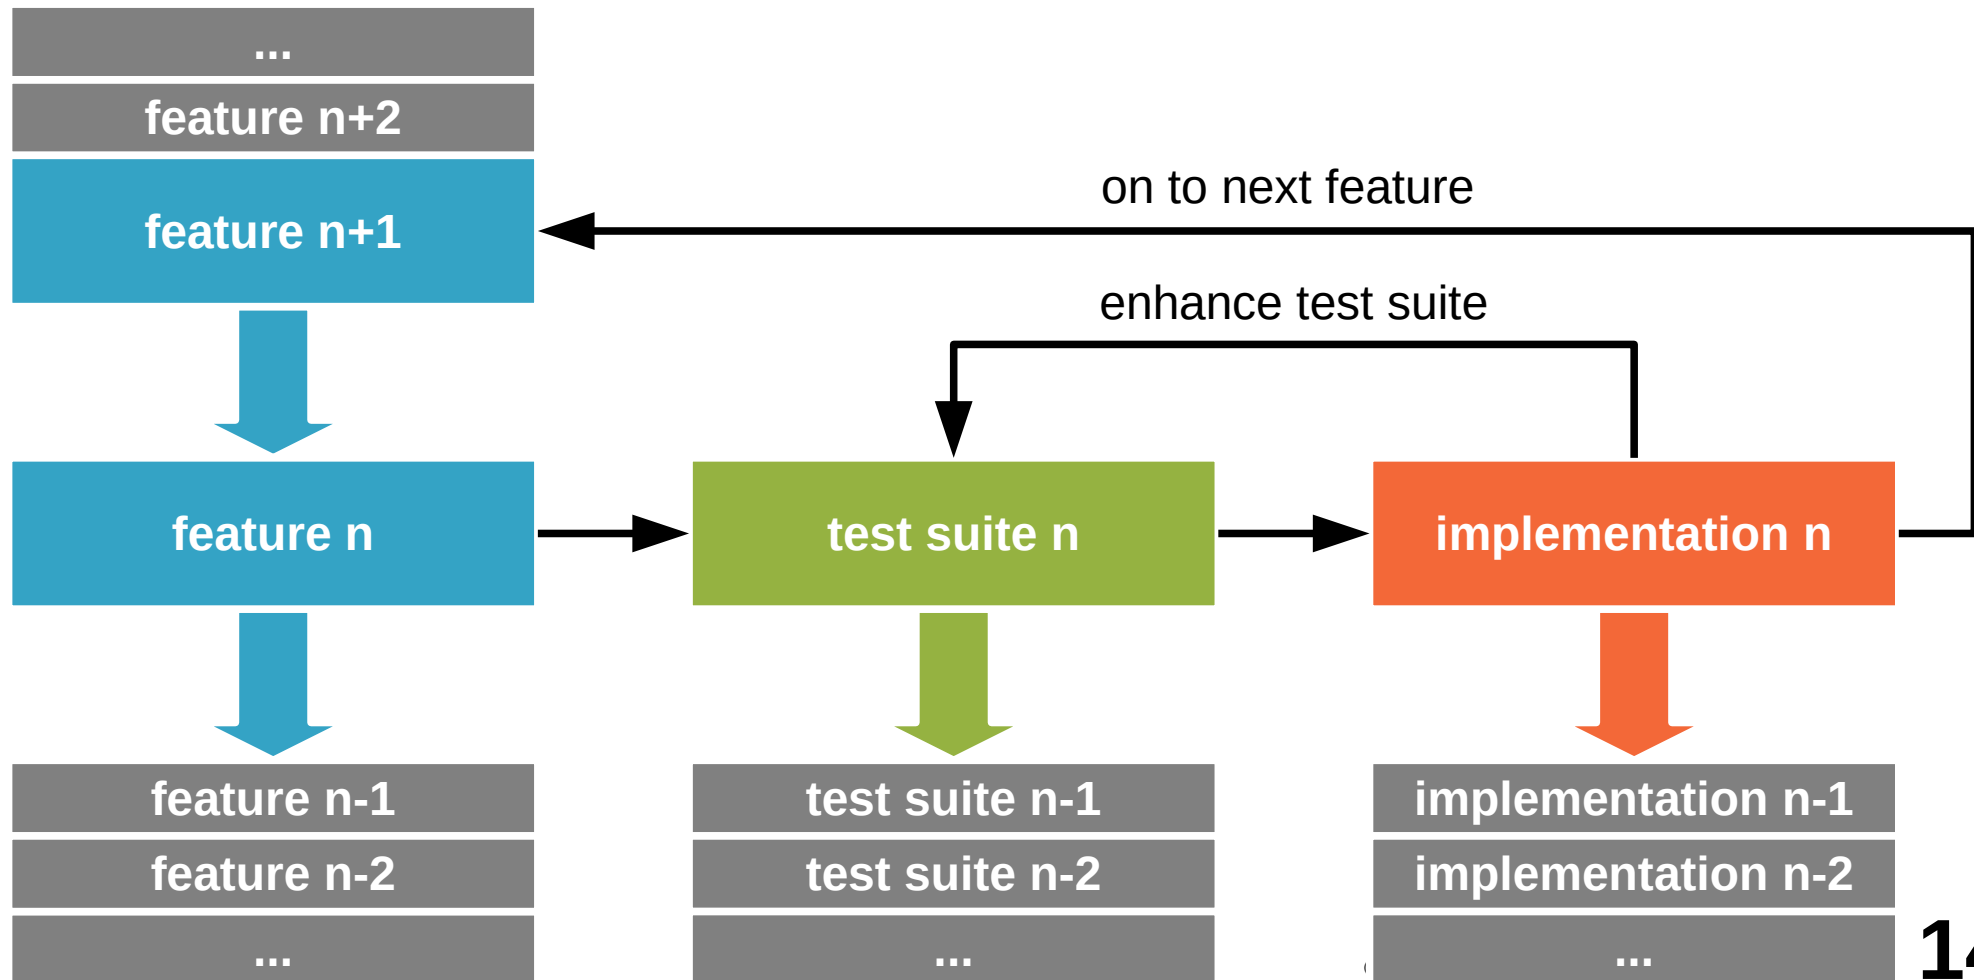 ...
feature n+2
feature n+1
on to next feature
enhance test suite
feature n
test suite n
implementation n
feature n-1
test suite n-1
implementation n-1
feature n-2
test suite n-2
implementation n-2
...
...
...